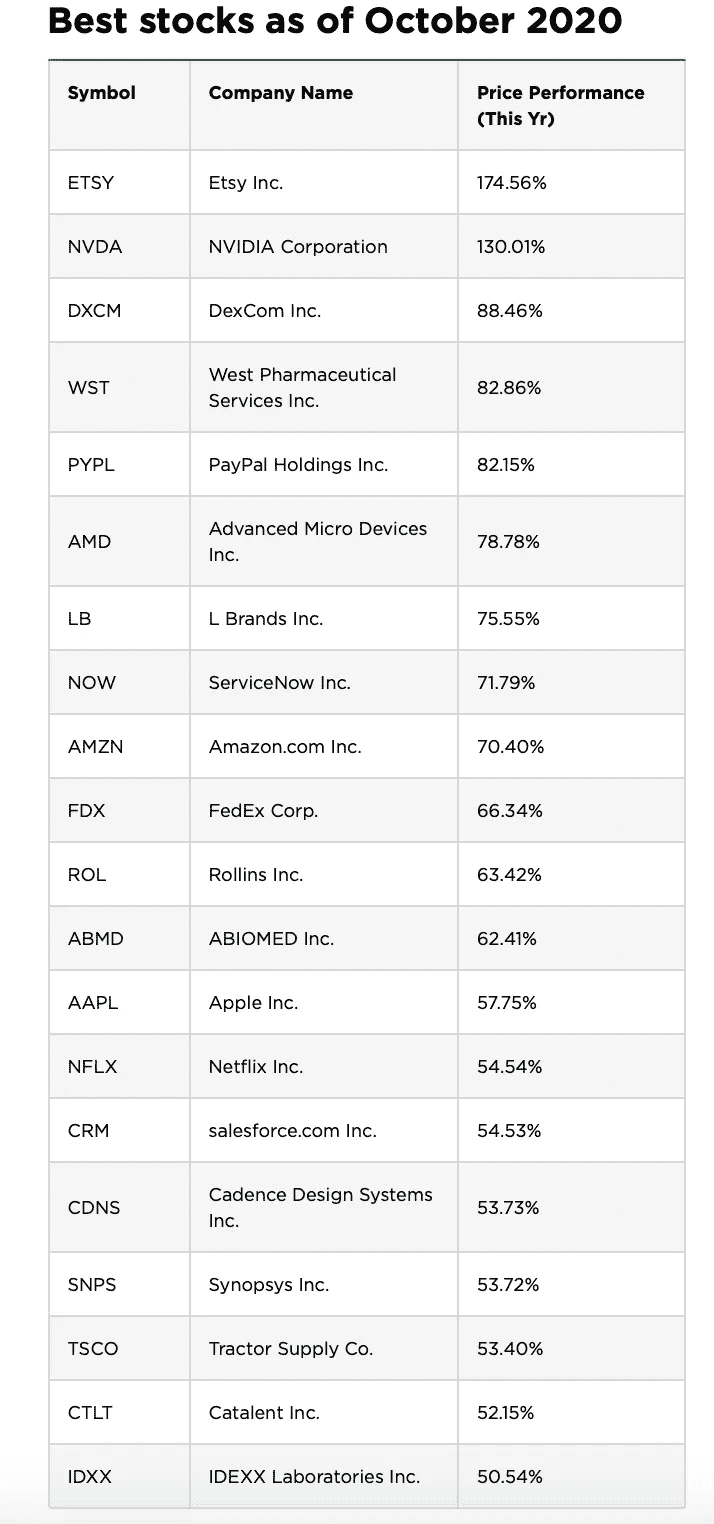 Best stocks as of October 2020
Symbol Company Name Price Performance
(This Yr)
ETSY Etsy Inc. 174.56%
NVDA NVIDIA Corporation 130.01%
DXCM DexCom Inc. 88.46%
WST West Pharmaceutical
Services Inc. 82.86%
PYPL PayPal Holdings Inc. 82.15%
AMD Advanced Micro Devices
Inc. 78.78%
LB L Brands Inc. 75.55%
NOW ServiceNow Inc. 71.79%
AMZN Amazon.com Inc. 70.40%
FDX FedEx Corp. 66.34%
ROL Rollins Inc. 63.42%
ABMD ABIOMED Inc. 62.41%
AAPL Apple Inc. 57.75%
NFLX Netflix Inc. 54.54%
CRM salesforce.com Inc. 54.53%
CDNS Cadence Design Systems
Inc. 53.73%
SNPS Synopsys Inc. 53.72%
TSCO Tractor Supply Co. 53.40%
CTLT Catalent Inc. 52.15%
IDXX IDEXX Laboratories Inc. 50.54%